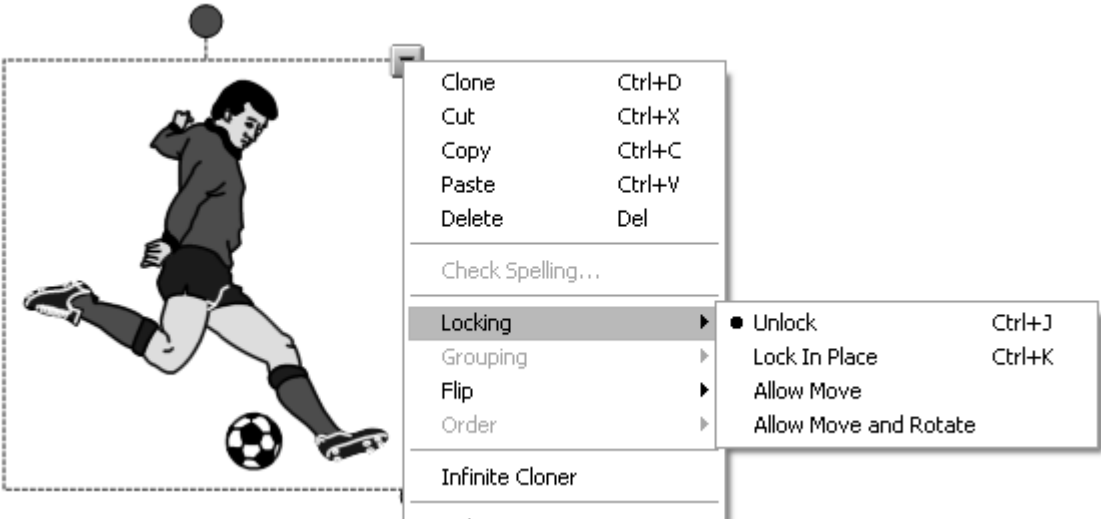 Clone Ctrl+D
Cut Ctrl+X
Copy Ctrl+C
Paste Ctrl+V
Delete Del
Check Spelling...
Locking
Grouping
Flip
Order
Infinite Cloner
Unlock Ctrl+J
Lock In Place Ctrl+K
Allow Move
Allow Move and Rotate